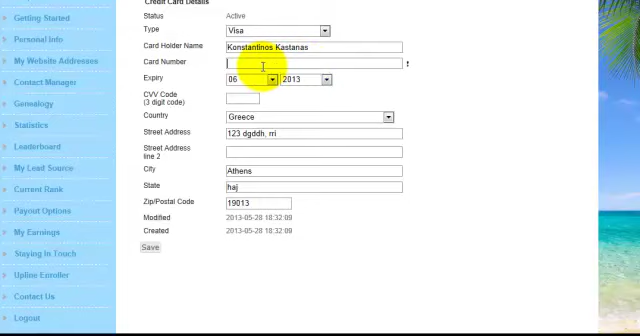 Credit Card Details
Getting Started
Personal Info
My Website Addresses
Contact Manager
Genealogy
Statistics
Leaderboard
My Lead Source
Current Rank
Payout Options
My Earnings
Staying In Touch
Upline Enroller
Contact Us
Logout
Status Active
Type Visa
Card Holder Name Konstantinos Kastanas
Card Number !
Expiry 06 2013
CVV Code
(3 digit code)
Country Greece
Street Address 123 dgddh, rri
Street Address
line 2
City Athens
State haj
Zip/Postal Code 19013
Modified 2013-05-28 18:32:09
Created 2013-05-28 18:32:09
Save